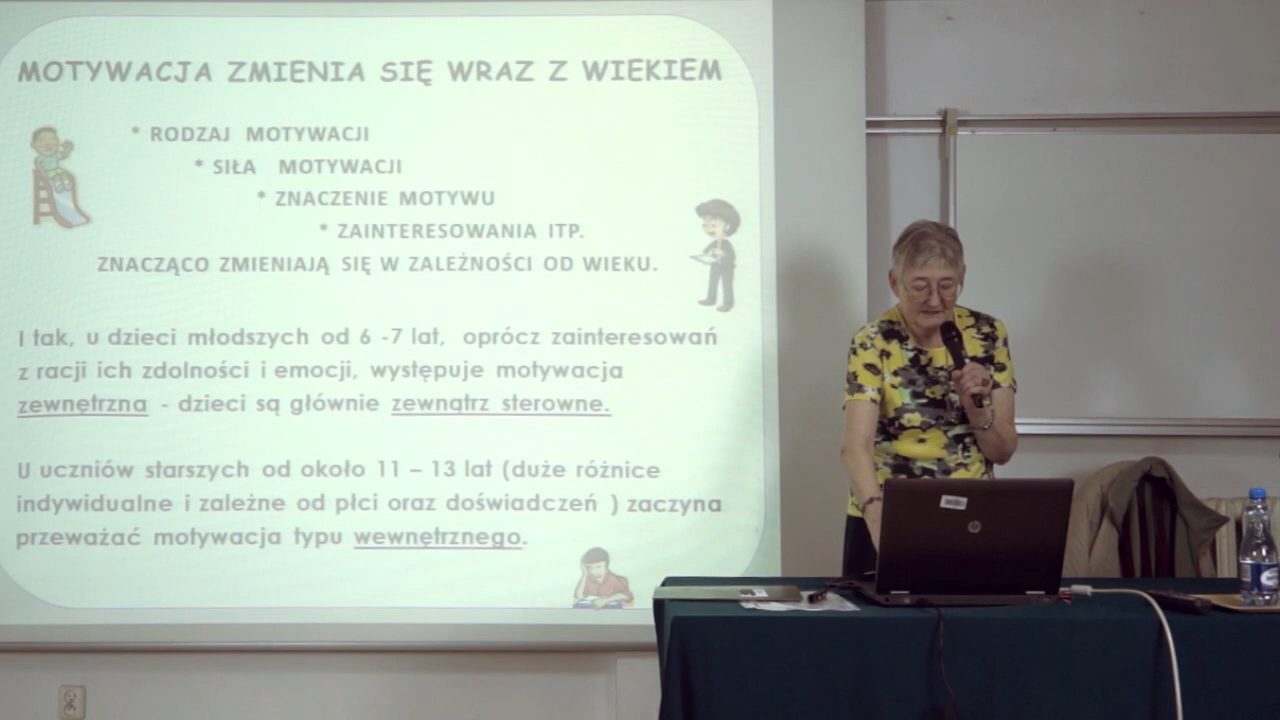 MOTYWACJA ZMIENIA SIĘ WRAZ Z WIEKIEM
* RODZAJ MOTYWACJI
* SIŁA MOTYWACJI
* ZNACZENIE MOTYWU
* ZAINTERESOWANIA ITP.
ZNACZĄCO ZMIENIAJĄ SIĘ W ZALEŻNOŚCI OD WIEKU.
I tak, u dzieci młodszych od 6 -7 lat, oprócz zainteresowań
z racji ich zdolności i emocji, występuje motywacja
zewnętrzna - dzieci są głównie zewnątrz sterowne.
U uczniów starszych od około 11 – 13 lat (duże różnice
indywidualne i zależne od płci oraz doświadczeń ) zaczyna
przeważać motywacja typu wewnętrznego.
hp